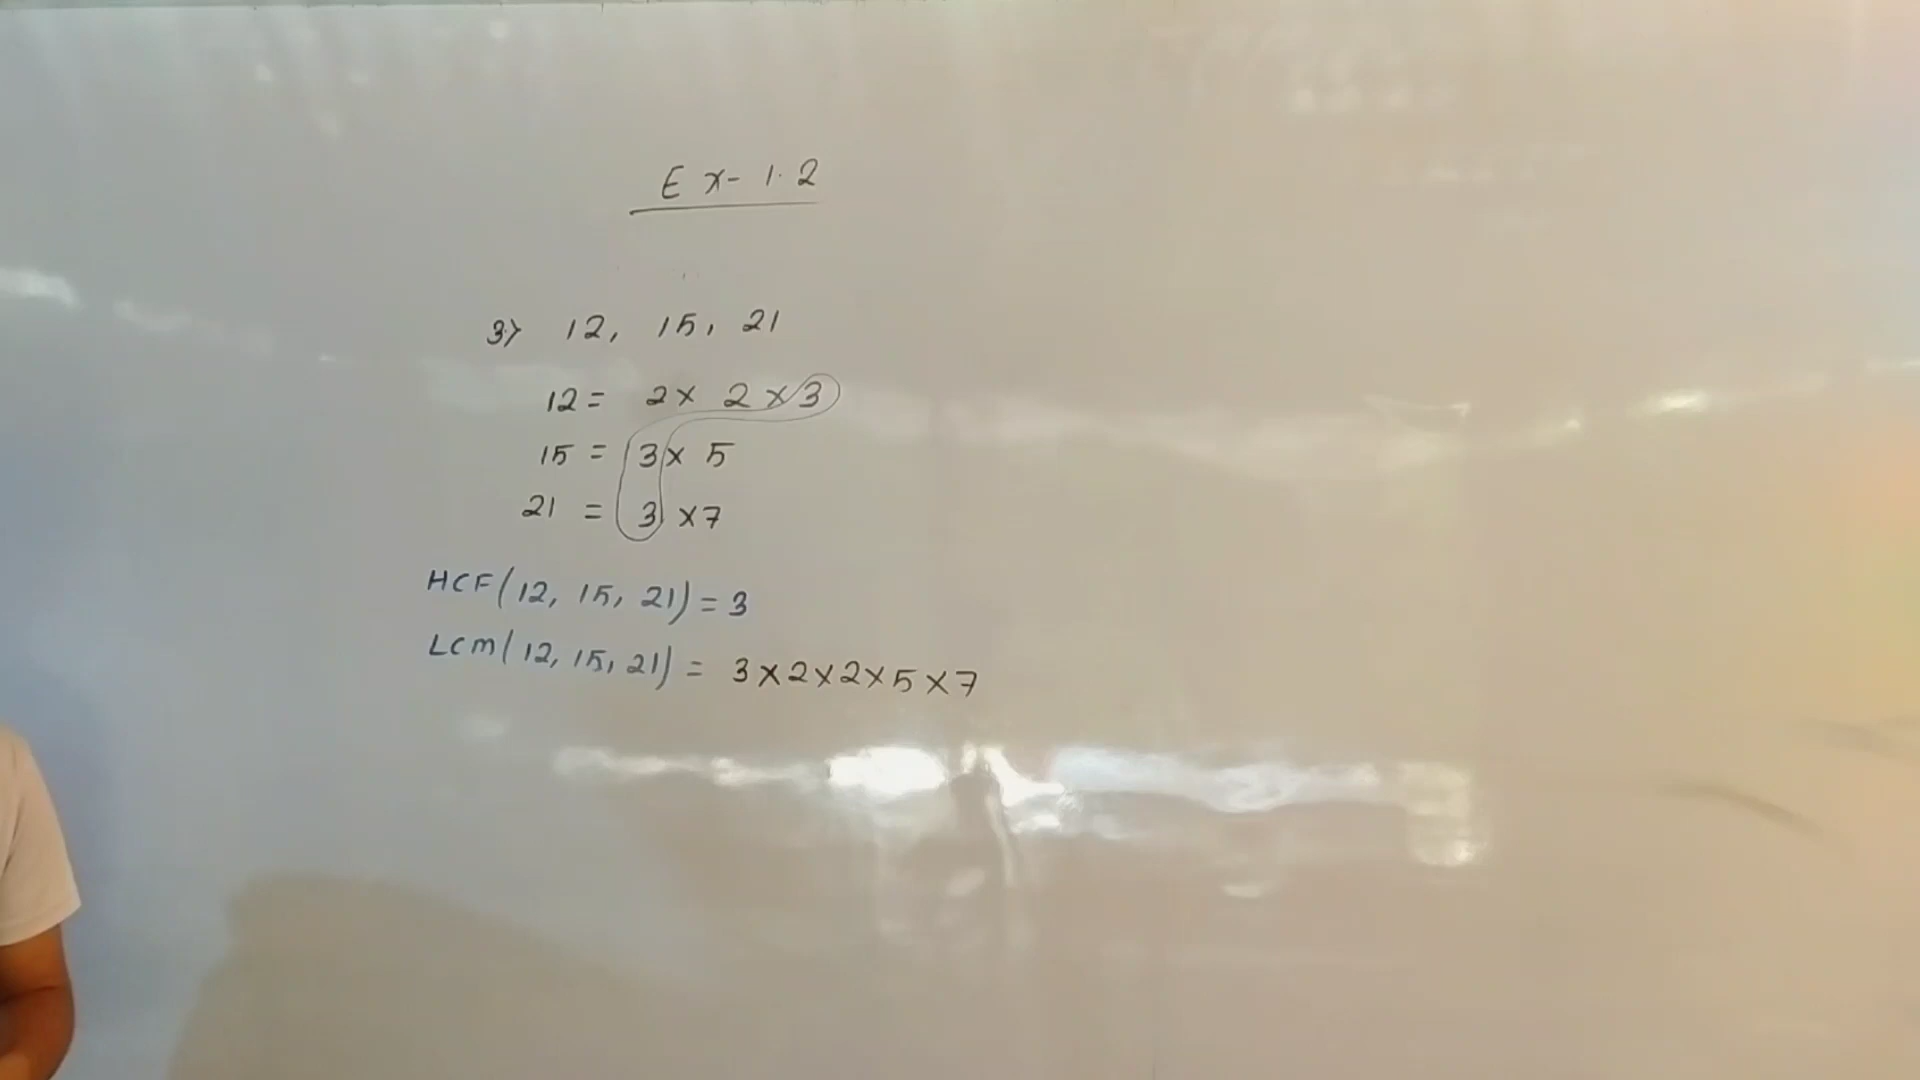 Ex- 1.2
3) 12, 15, 21
12 = 2 x 2 x 3
15 = 3 x 5
21 = 3 x 7
HCF(12, 15, 21) = 3
LCM(12, 15, 21) = 3 x 2 x 2 x 5 x 7